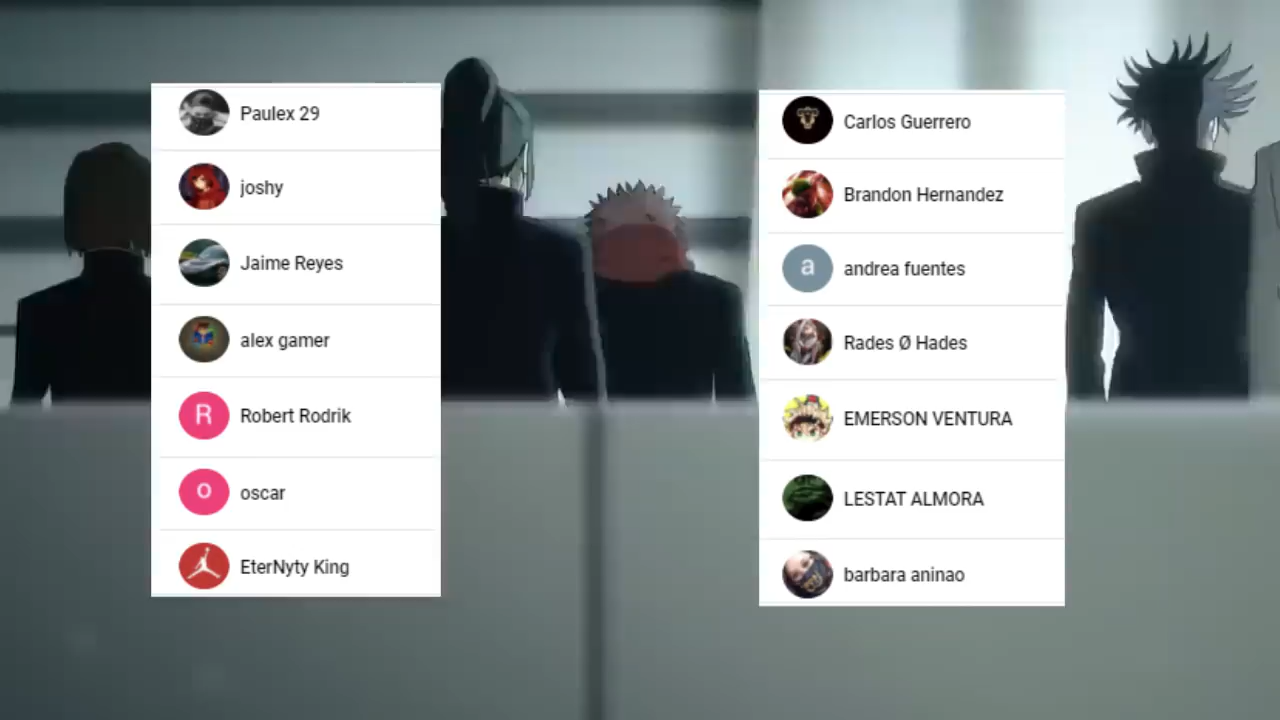 Paulex 29
joshy
Jaime Reyes
alex gamer
R
Robert Rodrik
o
oscar
EterNyty King
Carlos Guerrero
Brandon Hernandez
a
andrea fuentes
Rades Ø Hades
EMERSON VENTURA
LESTAT ALMORA
barbara aninao